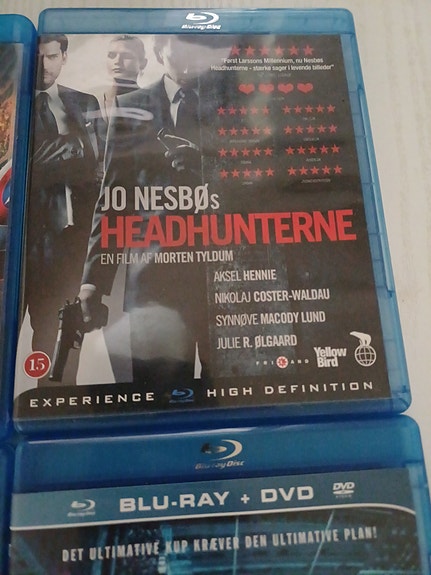 Blu-ray Disc
"Først Larssons Millennium, nu Nesbøs
Headhunterne - stærke sager i levende billeder"
JO NESBØs
HEADHUNTERNE
EN FILM AF MORTEN TYLDUM
AKSEL HENNIE
NIKOLAJ COSTER-WALDAU
SYNNØVE MACODY LUND
JULIE R. ØLGAARD
15
FRILAND
Yellow
Bird
EXPERIENCE HIGH DEFINITION
Blu-ray Disc
BLU-RAY + DVD
DVD
DET ULTIMATIVE KUP KRÆVER DEN ULTIMATIVE PLAN!